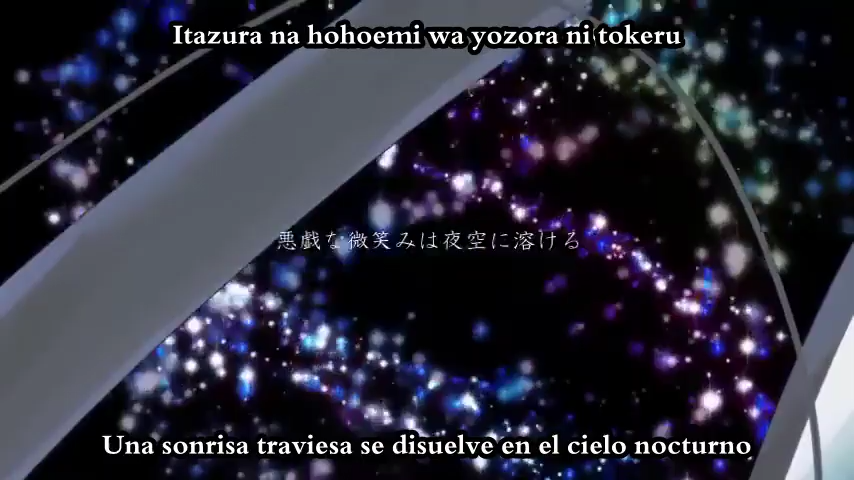 Itazura na hohoemi wa yozora ni tokeru
悪戯な微笑みは夜空に溶ける
Una sonrisa traviesa se disuelve en el cielo nocturno